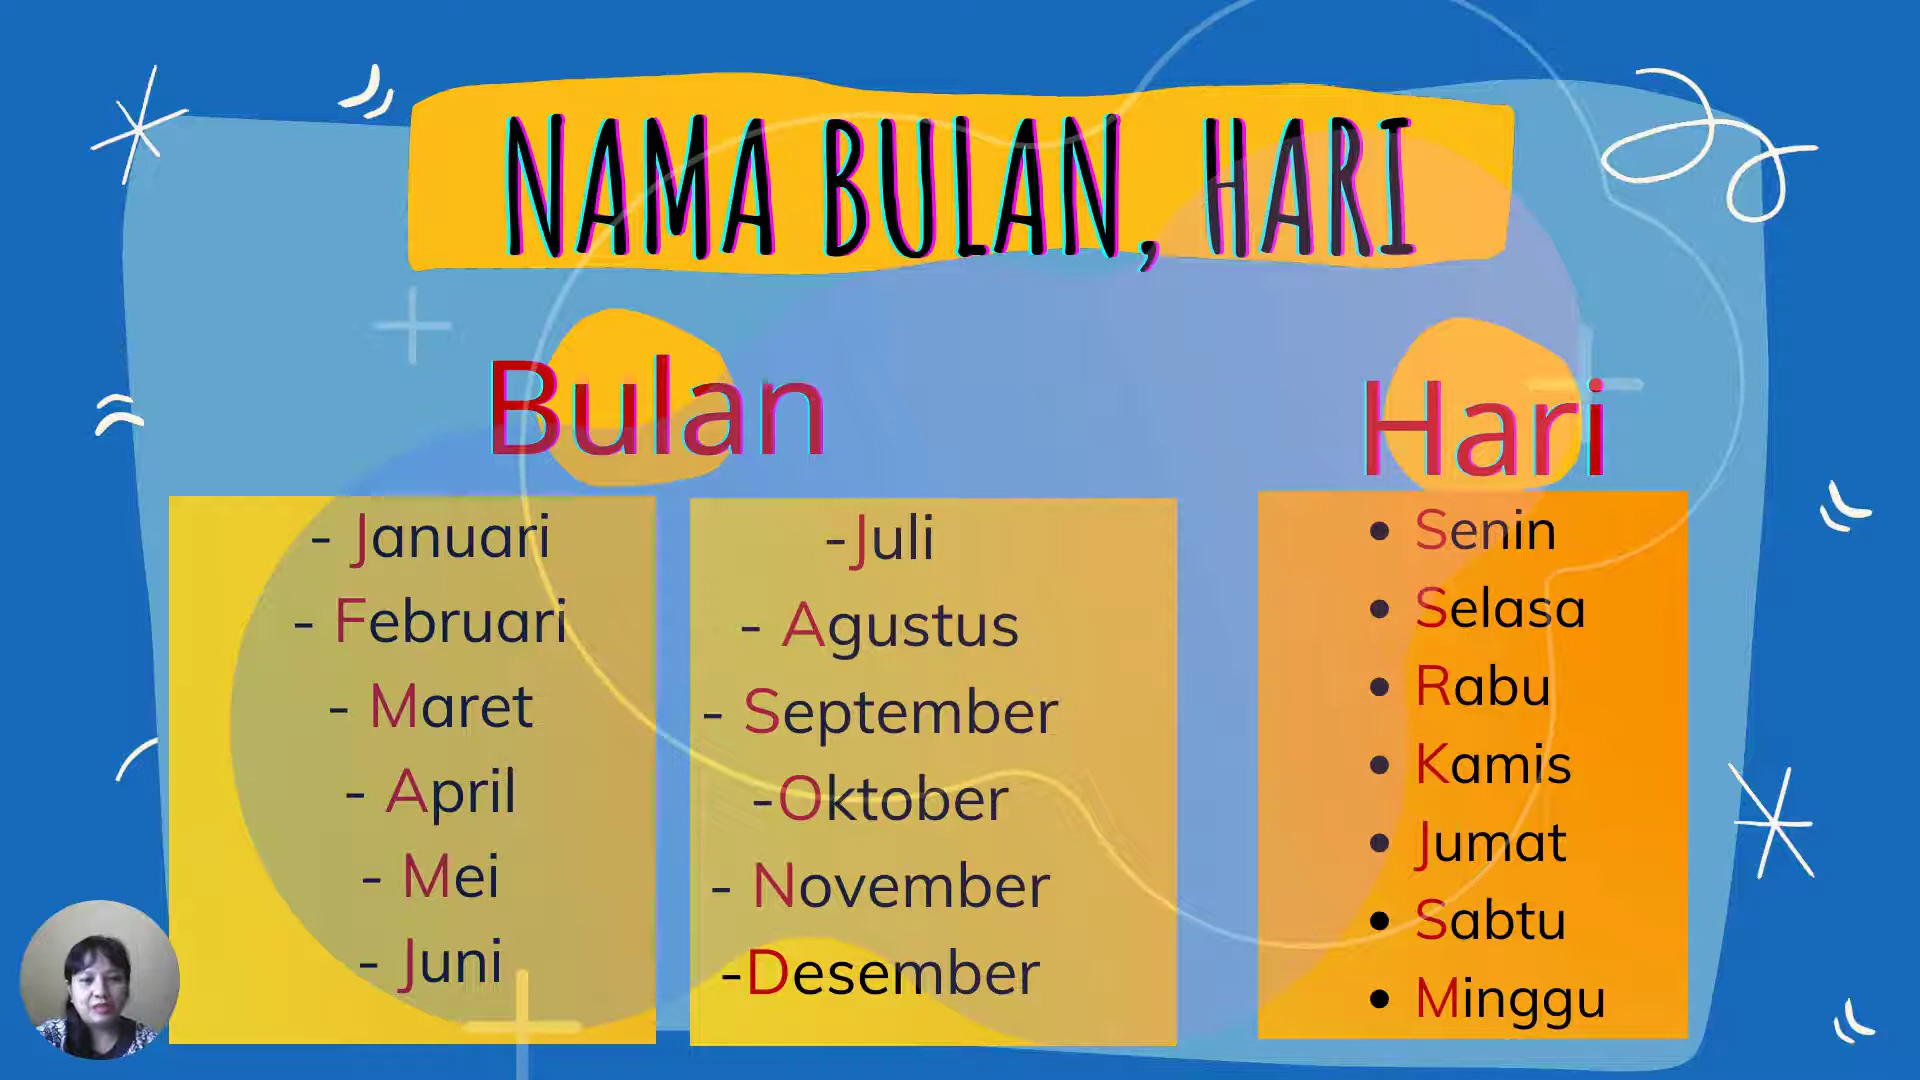 NAMA BULAN, HARI
Bulan
- Januari
- Februari
- Maret
- April
- Mei
- Juni
-Juli
- Agustus
- September
-Oktober
- November
-Desember
Hari
• Senin
• Selasa
• Rabu
• Kamis
• Jumat
• Sabtu
• Minggu